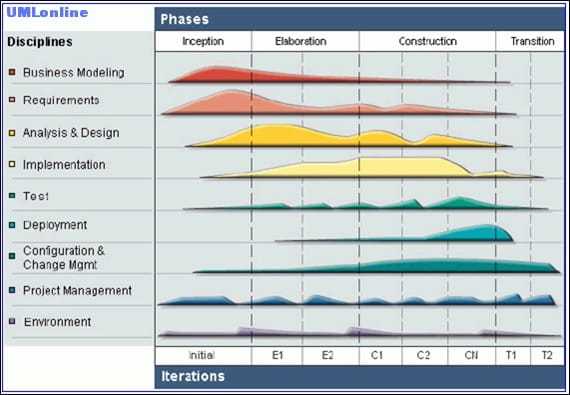 UMLonline
Phases
Disciplines
Inception
Elaboration
Construction
Transition
Business Modeling
Requirements
Analysis & Design
Implementation
Test
Deployment
Configuration &
Change Mgmt
Project Management
Environment
Initial
E1
E2
C1
C2
CN
T1
T2
Iterations